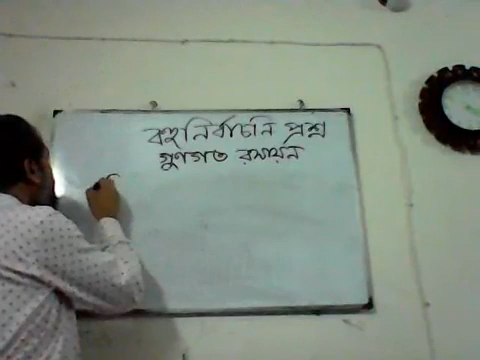 বহুনির্বাচনি প্রশ্ন
গুণগত রসায়ন